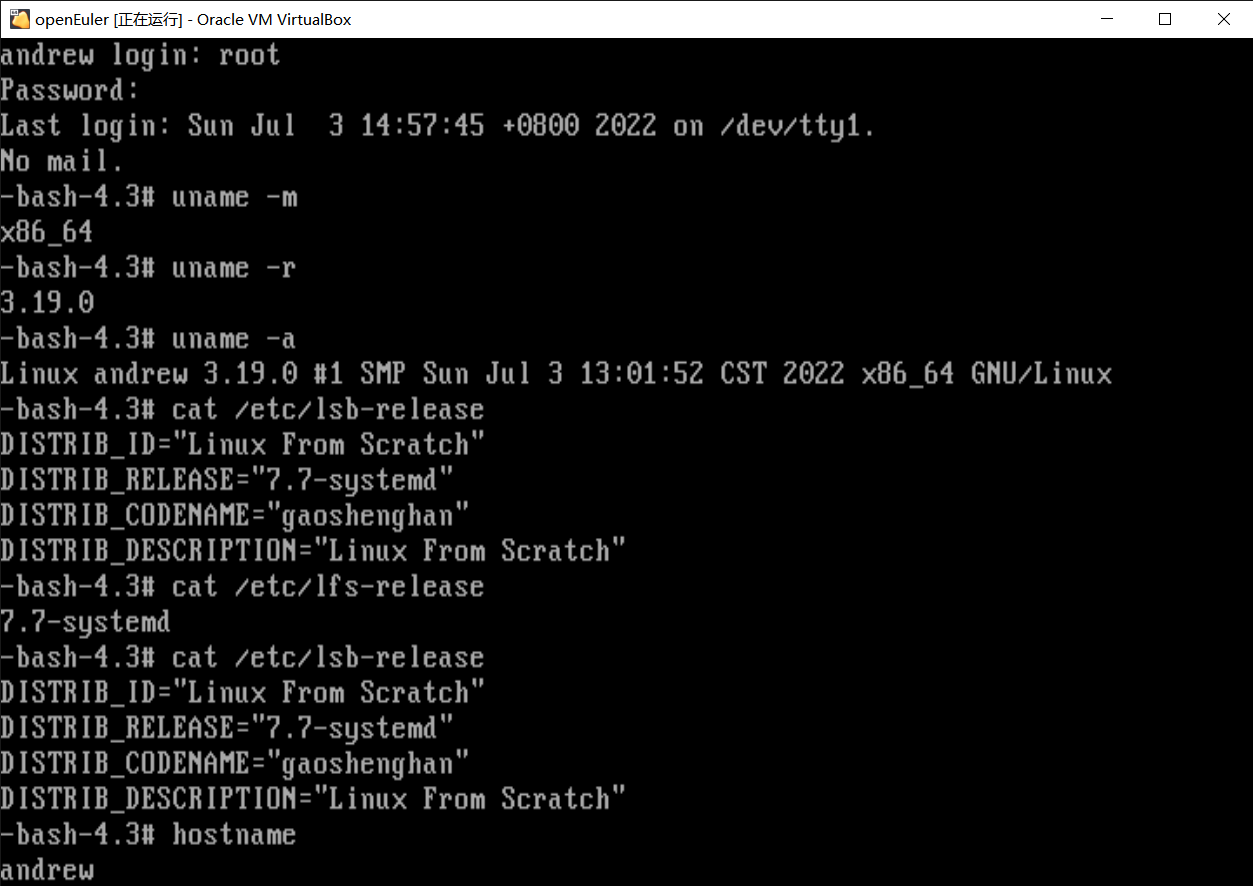 openEuler [正在运行] - Oracle VM VirtualBox
andrew login: root
Password:
Last login: Sun Jul  3 14:57:45 +0800 2022 on /dev/tty1.
No mail.
-bash-4.3# uname -m
x86_64
-bash-4.3# uname -r
3.19.0
-bash-4.3# uname -a
Linux andrew 3.19.0 #1 SMP Sun Jul 3 13:01:52 CST 2022 x86_64 GNU/Linux
-bash-4.3# cat /etc/lsb-release
DISTRIB_ID="Linux From Scratch"
DISTRIB_RELEASE="7.7-systemd"
DISTRIB_CODENAME="gaoshenghan"
DISTRIB_DESCRIPTION="Linux From Scratch"
-bash-4.3# cat /etc/lfs-release
7.7-systemd
-bash-4.3# cat /etc/lsb-release
DISTRIB_ID="Linux From Scratch"
DISTRIB_RELEASE="7.7-systemd"
DISTRIB_CODENAME="gaoshenghan"
DISTRIB_DESCRIPTION="Linux From Scratch"
-bash-4.3# hostname
andrew